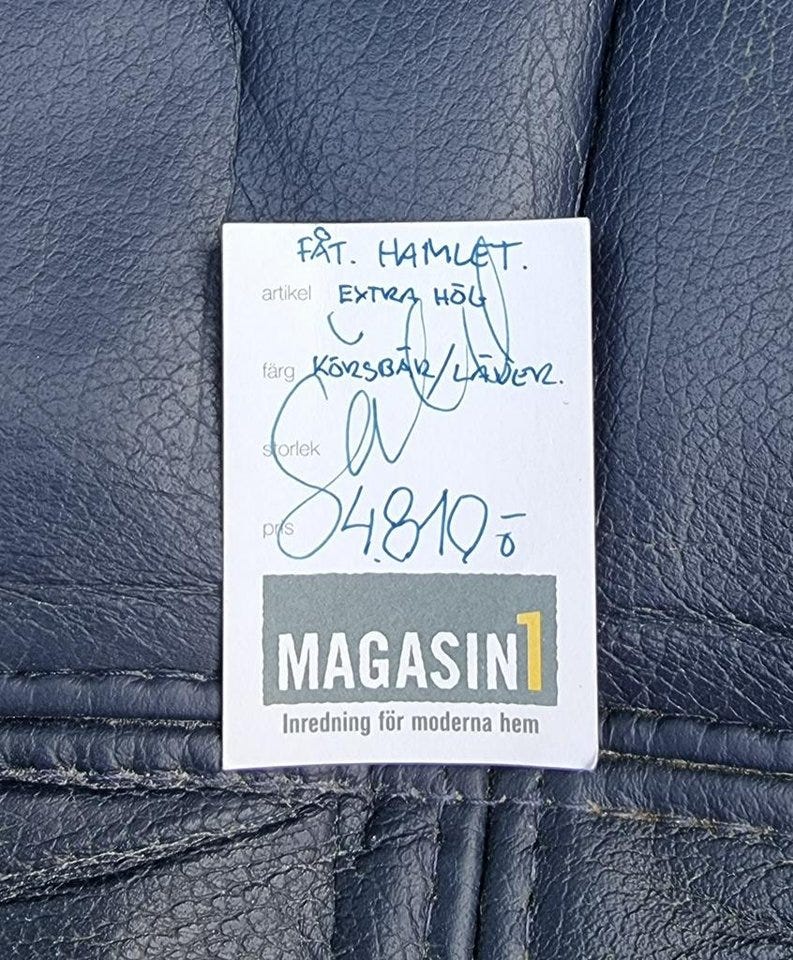 FÅT. HAMLET.
artikel EXTRA HÖG
färg KÖRSBÄR/LÄDER.
storlek
pris 4.810,-
MAGASIN1
Inredning för moderna hem